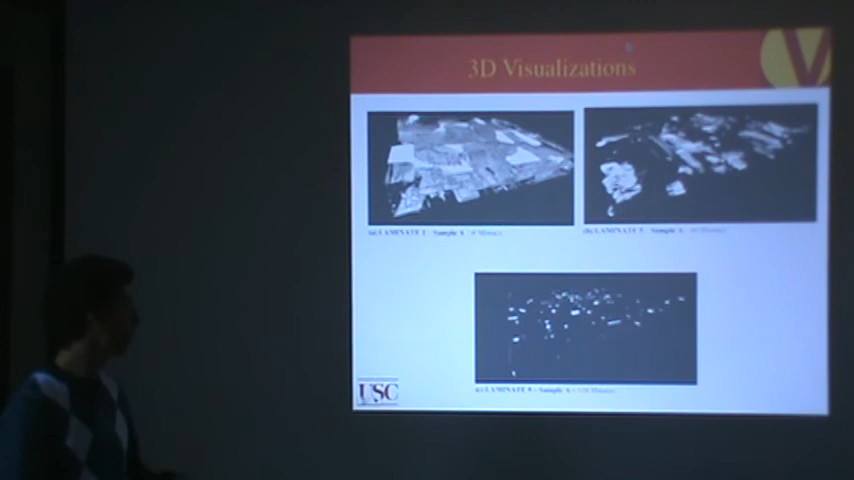 3D Visualizations
(a) LAMINATE 1 - Sample A
(b) LAMINATE 5 - Sample A
(c) LAMINATE 9 - Sample A
USC